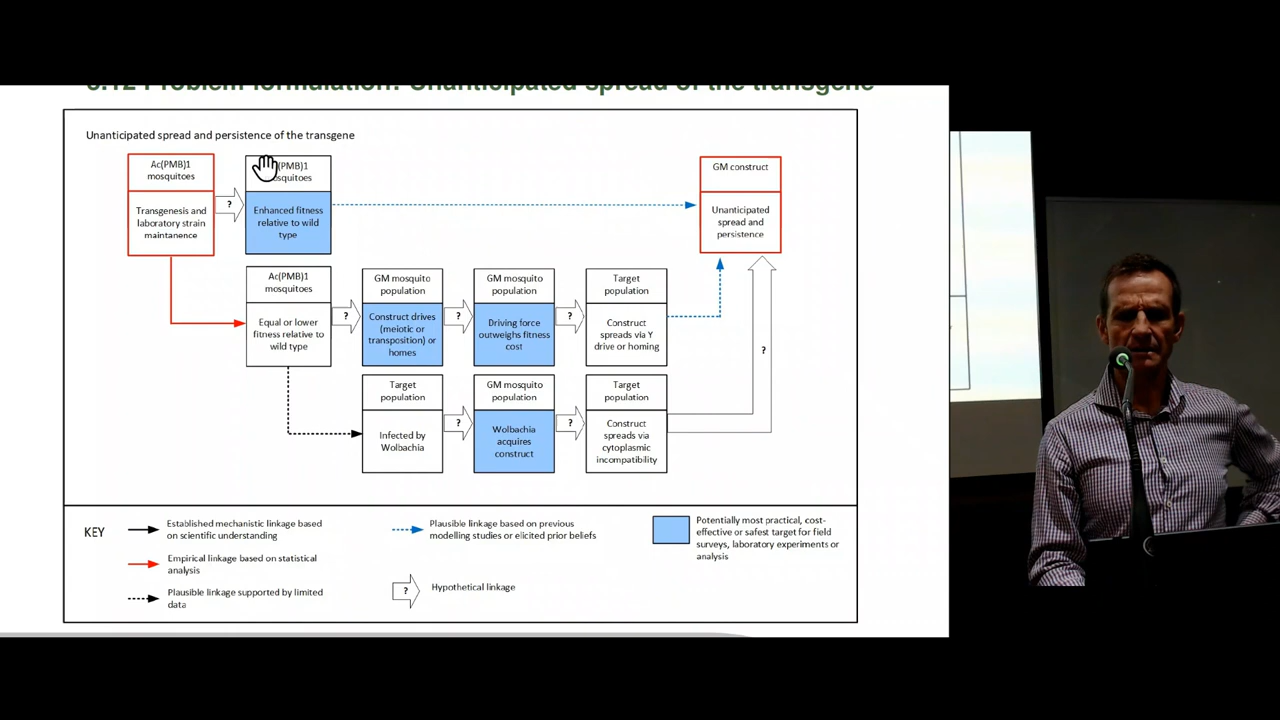 5.12 Problem formulation: Unanticipated spread of the transgene
Unanticipated spread and persistence of the transgene
Ac(PMB)1
mosquitoes
Transgenesis and
laboratory strain
maintanence
?
(PMB)1
Enhanced fitness
relative to wild
type
GM construct
Unanticipated
spread and
persistence
Ac(PMB)1
mosquitoes
Equal or lower
fitness relative to
wild type
?
GM mosquito
population
Construct drives
(meiotic or
transposition) or
homes
?
GM mosquito
population
Driving force
outweighs fitness
cost
?
Target
population
Construct
spreads via Y
drive or homing
?
Target
population
Infected by
Wolbachia
?
GM mosquito
population
Wolbachia
acquires
construct
?
Target
population
Construct
spreads via
cytoplasmic
incompatibility
KEY
Established mechanistic linkage based
on scientific understanding
Empirical linkage based on statistical
analysis
Plausible linkage supported by limited
data
Plausible linkage based on previous
modelling studies or elicited prior beliefs
?
Hypothetical linkage
Potentially most practical, cost-
effective or safest target for field
surveys, laboratory experiments or
analysis